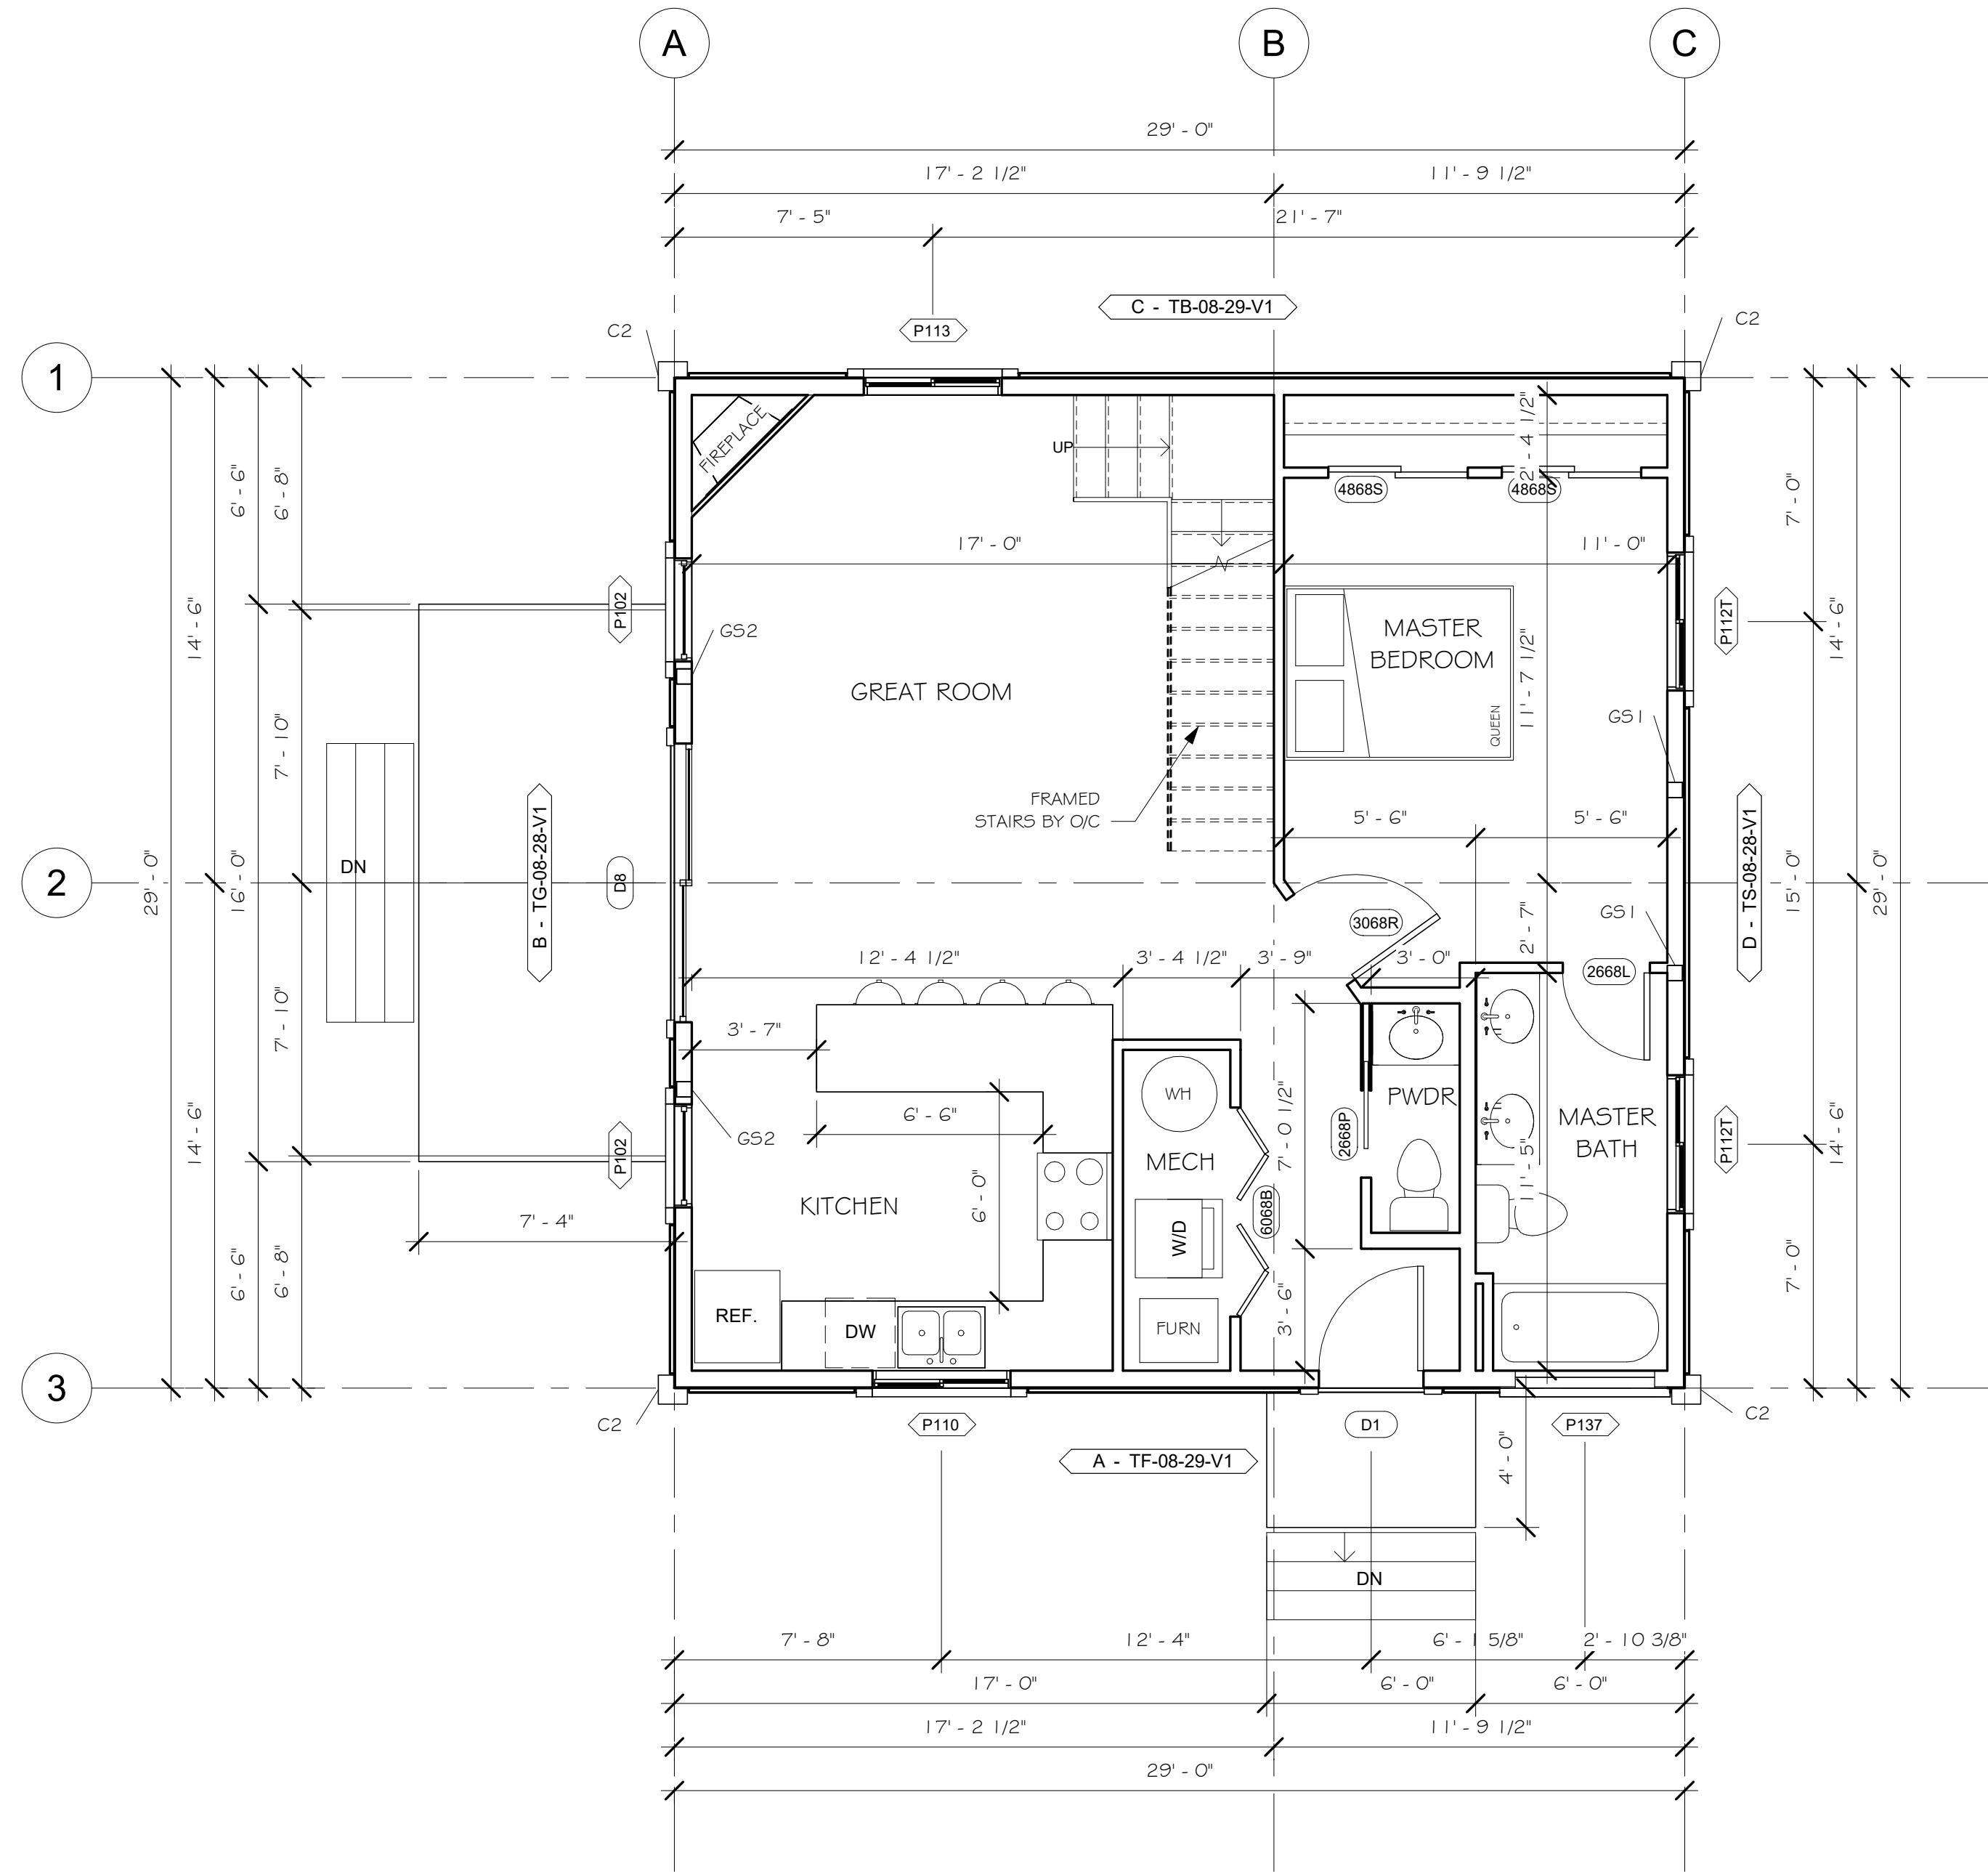 A
B
C
29' - 0"
17' - 2 1/2"
11' - 9 1/2"
7' - 5"
21' - 7"
C - TB-08-29-V1
P113
C2
C2
1
FIREPLACE
UP
2' - 4 1/2"
4868S
4868S
6' - 6"
6' - 8"
7' - 0"
17' - 0"
11' - 0"
P102
GS2
14' - 6"
MASTER
BEDROOM
QUEEN
11' - 7 1/2"
P112T
14' - 6"
GREAT ROOM
GS1
7' - 10"
FRAMED
STAIRS BY O/C
5' - 6"
5' - 6"
2
29' - 0"
16' - 0"
DN
B - TG-08-28-V1
D8
3068R
GS1
2' - 7"
D - TS-08-28-V1
15' - 0"
29' - 0"
12' - 4 1/2"
3' - 4 1/2"
3' - 9"
3' - 0"
2668L
7' - 10"
3' - 7"
WH
7' - 0 1/2"
PWDR
6' - 6"
2668P
MASTER
BATH
11' - 5"
14' - 6"
P102
GS2
MECH
P112T
14' - 6"
KITCHEN
6' - 0"
W/D
6068B
7' - 4"
6' - 6"
6' - 8"
7' - 0"
REF.
DW
FURN
3' - 6"
3
C2
P110
D1
P137
C2
A - TF-08-29-V1
4' - 0"
DN
7' - 8"
12' - 4"
6' - 1 5/8"
2' - 10 3/8"
17' - 0"
6' - 0"
6' - 0"
17' - 2 1/2"
11' - 9 1/2"
29' - 0"